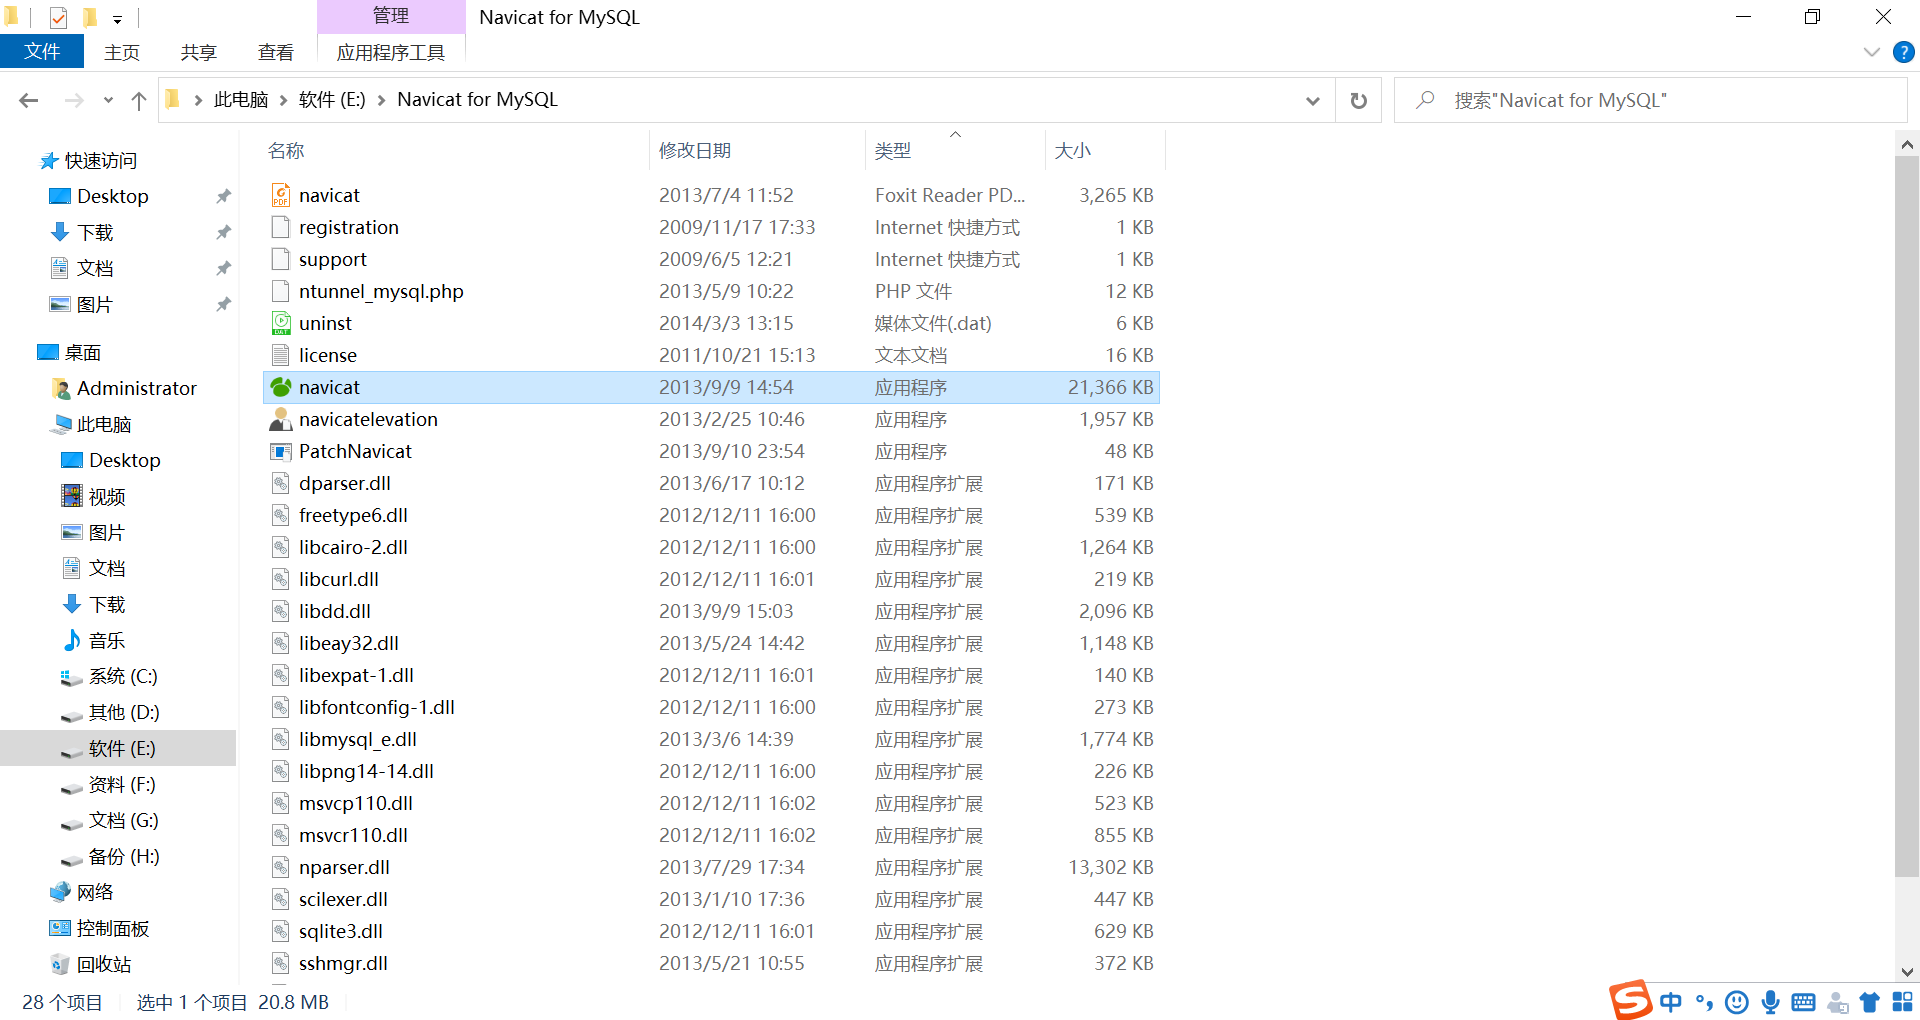 管理
Navicat for MySQL
文件
主页
共享
查看
应用程序工具
此电脑
软件 (E:)
Navicat for MySQL
搜索"Navicat for MySQL"
快速访问
Desktop
下载
文档
图片
桌面
Administrator
此电脑
Desktop
视频
图片
文档
下载
音乐
系统 (C:)
其他 (D:)
软件 (E:)
资料 (F:)
文档 (G:)
备份 (H:)
网络
控制面板
回收站
名称 修改日期 类型 大小
navicat 2013/7/4 11:52 Foxit Reader PD... 3,265 KB
registration 2009/11/17 17:33 Internet 快捷方式 1 KB
support 2009/6/5 12:21 Internet 快捷方式 1 KB
ntunnel_mysql.php 2013/5/9 10:22 PHP 文件 12 KB
uninst 2014/3/3 13:15 媒体文件(.dat) 6 KB
license 2011/10/21 15:13 文本文档 16 KB
navicat 2013/9/9 14:54 应用程序 21,366 KB
navicatelevation 2013/2/25 10:46 应用程序 1,957 KB
PatchNavicat 2013/9/10 23:54 应用程序 48 KB
dparser.dll 2013/6/17 10:12 应用程序扩展 171 KB
freetype6.dll 2012/12/11 16:00 应用程序扩展 539 KB
libcairo-2.dll 2012/12/11 16:00 应用程序扩展 1,264 KB
libcurl.dll 2012/12/11 16:01 应用程序扩展 219 KB
libdd.dll 2013/9/9 15:03 应用程序扩展 2,096 KB
libeay32.dll 2013/5/24 14:42 应用程序扩展 1,148 KB
libexpat-1.dll 2012/12/11 16:01 应用程序扩展 140 KB
libfontconfig-1.dll 2012/12/11 16:00 应用程序扩展 273 KB
libmysql_e.dll 2013/3/6 14:39 应用程序扩展 1,774 KB
libpng14-14.dll 2012/12/11 16:00 应用程序扩展 226 KB
msvcp110.dll 2012/12/11 16:02 应用程序扩展 523 KB
msvcr110.dll 2012/12/11 16:02 应用程序扩展 855 KB
nparser.dll 2013/7/29 17:34 应用程序扩展 13,302 KB
scilexer.dll 2013/1/10 17:36 应用程序扩展 447 KB
sqlite3.dll 2012/12/11 16:01 应用程序扩展 629 KB
sshmgr.dll 2013/5/21 10:55 应用程序扩展 372 KB
28 个项目 选中 1 个项目 20.8 MB
中